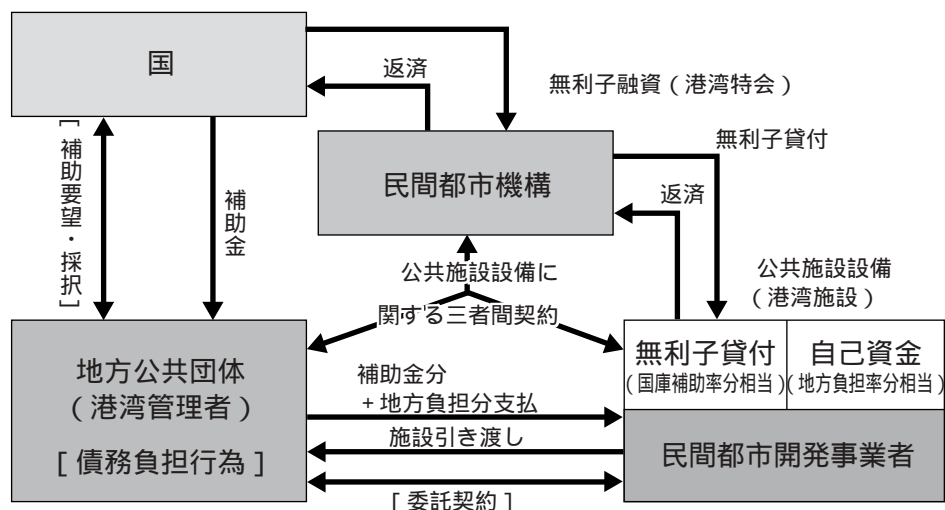 国
返済
無利子融資（港湾特会）
無利子貸付
［補助要望・採択］
補助金
民間都市機構
返済
公共施設設備に
関する三者間契約
公共施設設備
（港湾施設）
地方公共団体
（港湾管理者）
［債務負担行為］
補助金分
+地方負担分支払
施設引き渡し
［委託契約］
無利子貸付
（国庫補助率分相当）
自己資金
（地方負担率分相当）
民間都市開発事業者